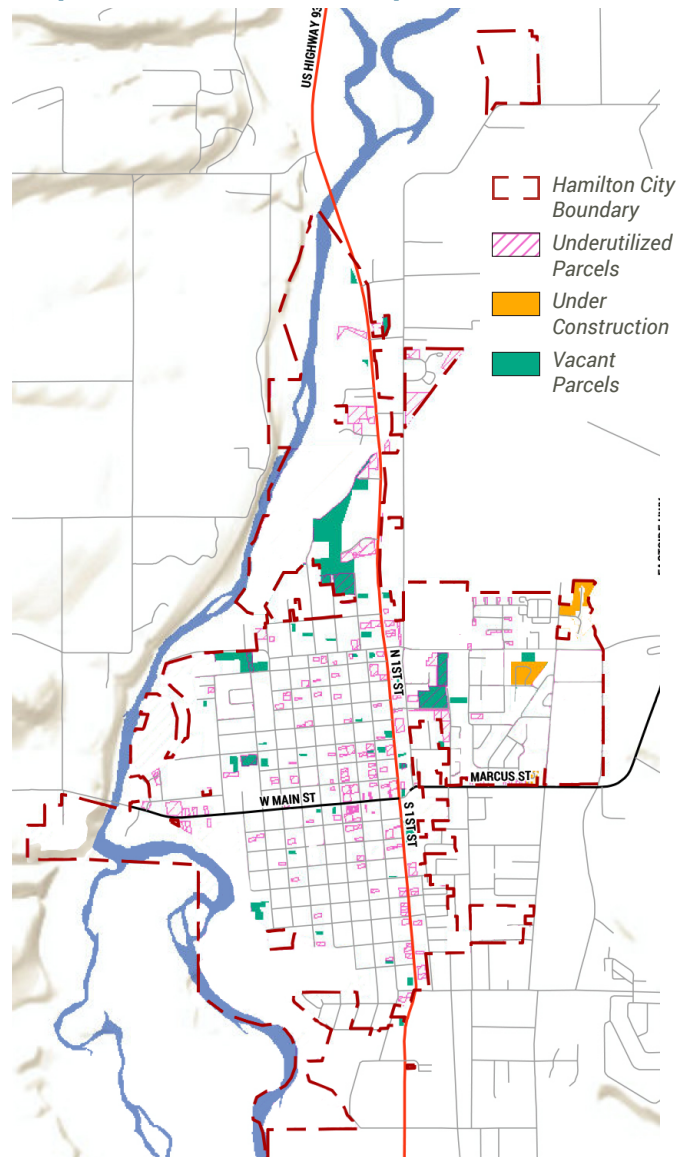 US HIGHWAY 93
Hamilton City
Boundary
Underutilized
Parcels
Under
Construction
Vacant
Parcels
N 1ST ST
MARCUS ST
W MAIN ST
S 1ST ST